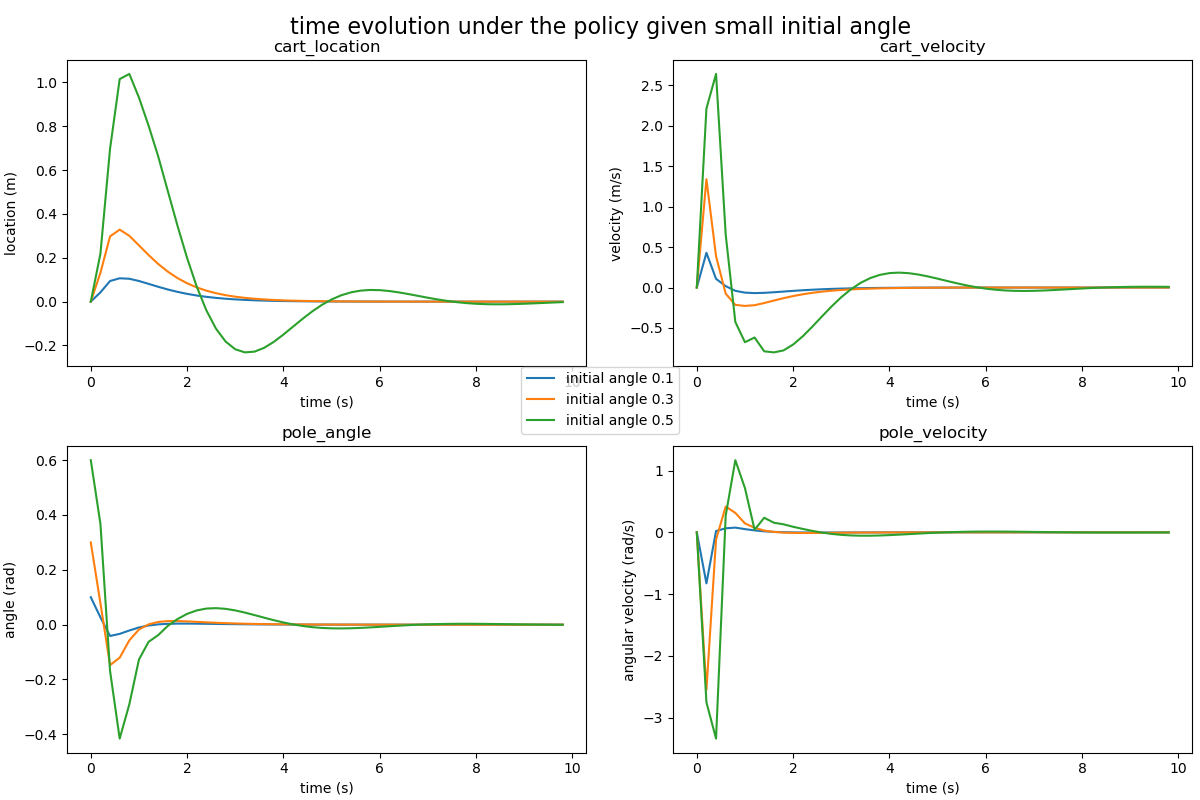 time evolution under the policy given small initial angle
cart_location
location (m)
1.0
0.8
0.6
0.4
0.2
0.0
−0.2
0 2 4 6 8 10
time (s)
cart_velocity
velocity (m/s)
2.5
2.0
1.5
1.0
0.5
0.0
−0.5
0 2 4 6 8 10
time (s)
initial angle 0.1
initial angle 0.3
initial angle 0.5
pole_angle
angle (rad)
0.6
0.4
0.2
0.0
−0.2
−0.4
0 2 4 6 8 10
time (s)
pole_velocity
angular velocity (rad/s)
1
0
−1
−2
−3
0 2 4 6 8 10
time (s)